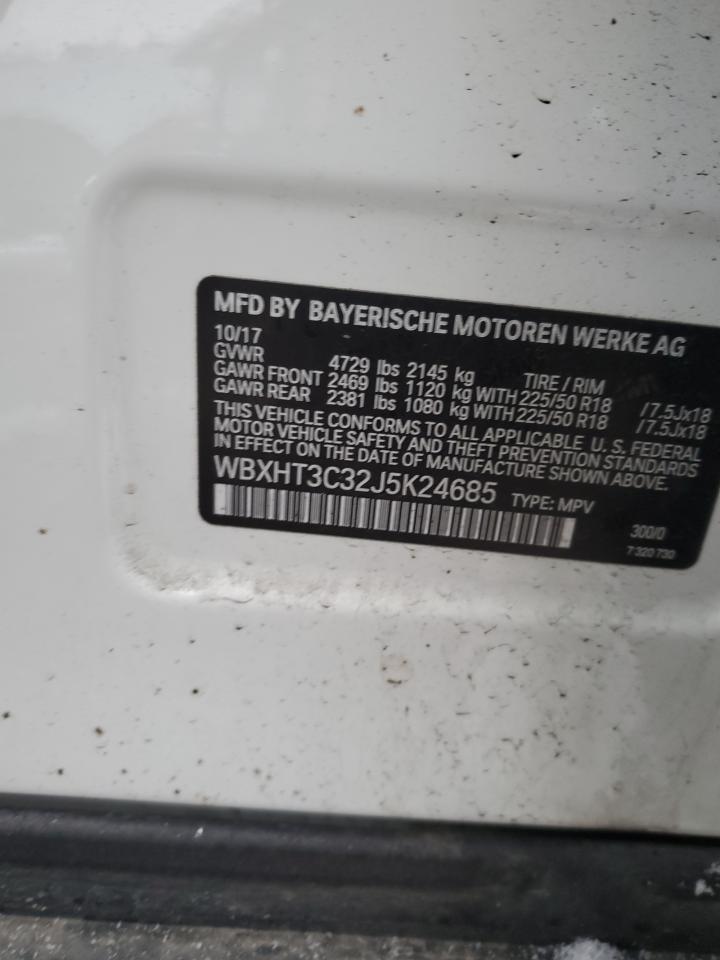 MFD BY BAYERISCHE MOTOREN WERKE AG
10/17
GVWR 4729 lbs 2145 kg TIRE / RIM
GAWR FRONT 2469 lbs 1120 kg WITH 225/50 R18 /7.5Jx18
GAWR REAR 2381 lbs 1080 kg WITH 225/50 R18 /7.5Jx18
THIS VEHICLE CONFORMS TO ALL APPLICABLE U. S. FEDERAL
MOTOR VEHICLE SAFETY AND THEFT PREVENTION STANDARDS
IN EFFECT ON THE DATE OF MANUFACTURE SHOWN ABOVE.
WBXHT3C32J5K24685 TYPE: MPV
300/0
7 320 730